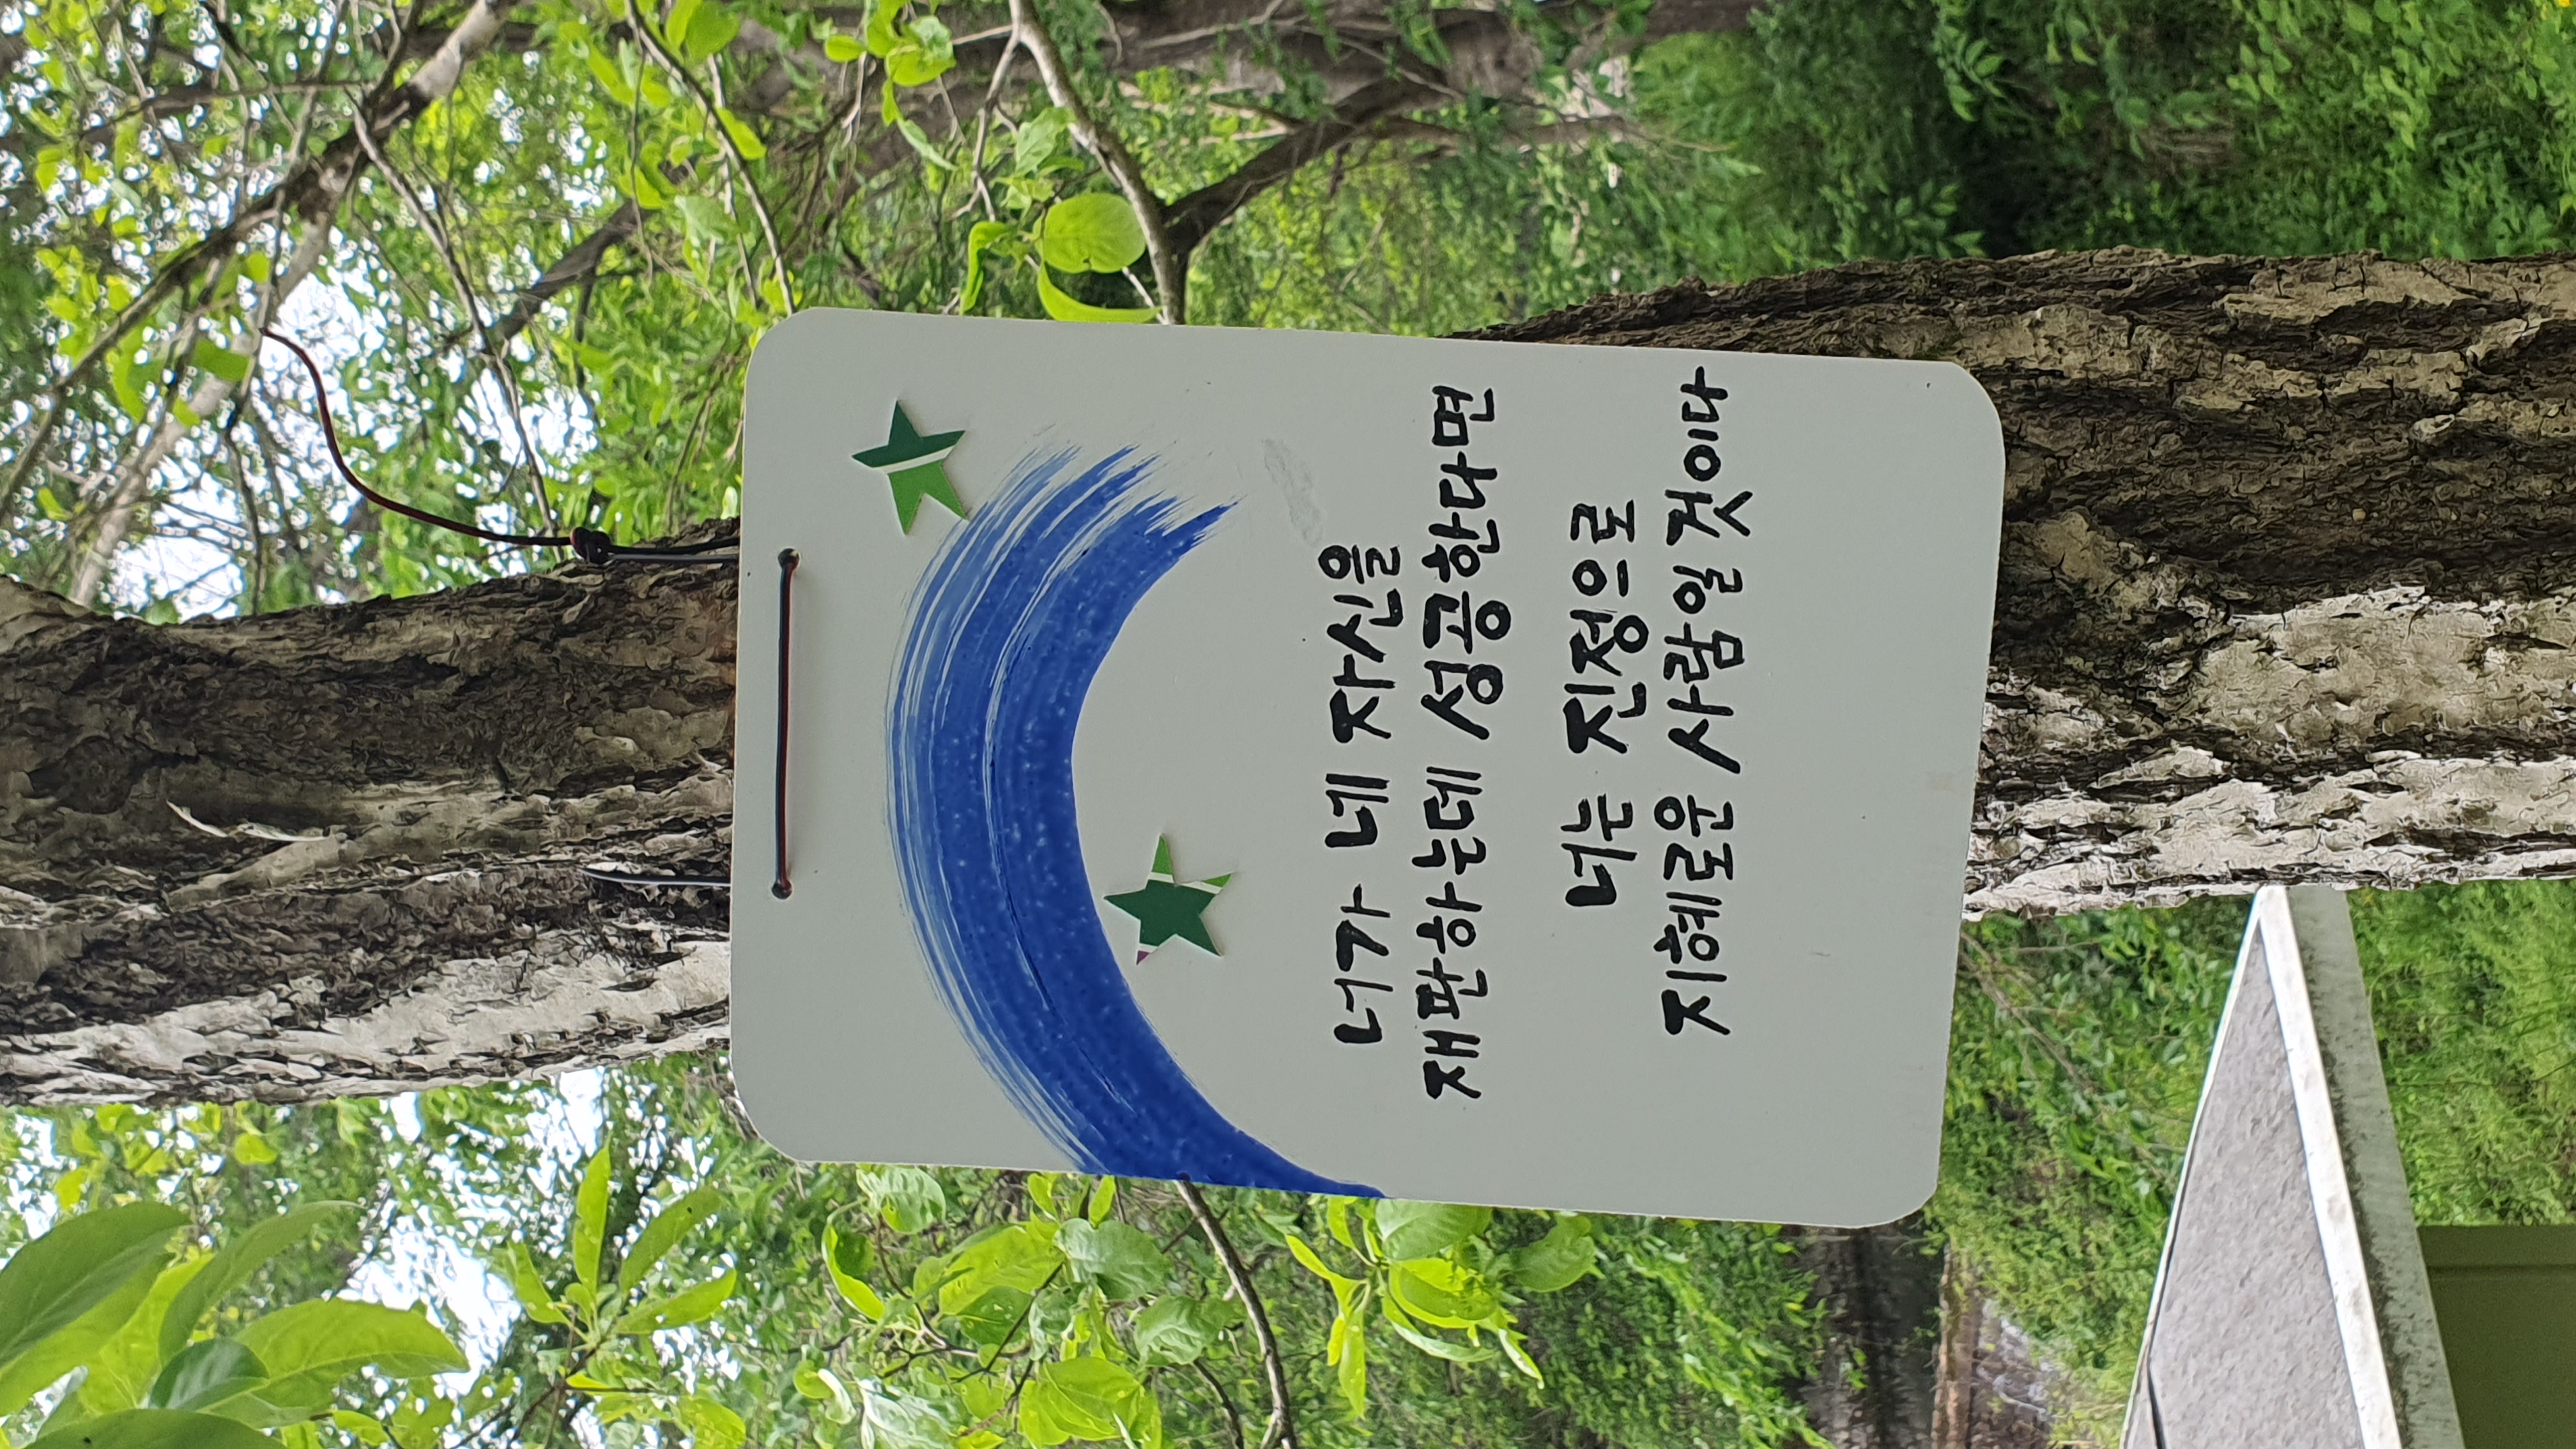 너가 네 자신을
재판하는데 성공한다면
너는 진정으로
지혜로운 사람일 것이다